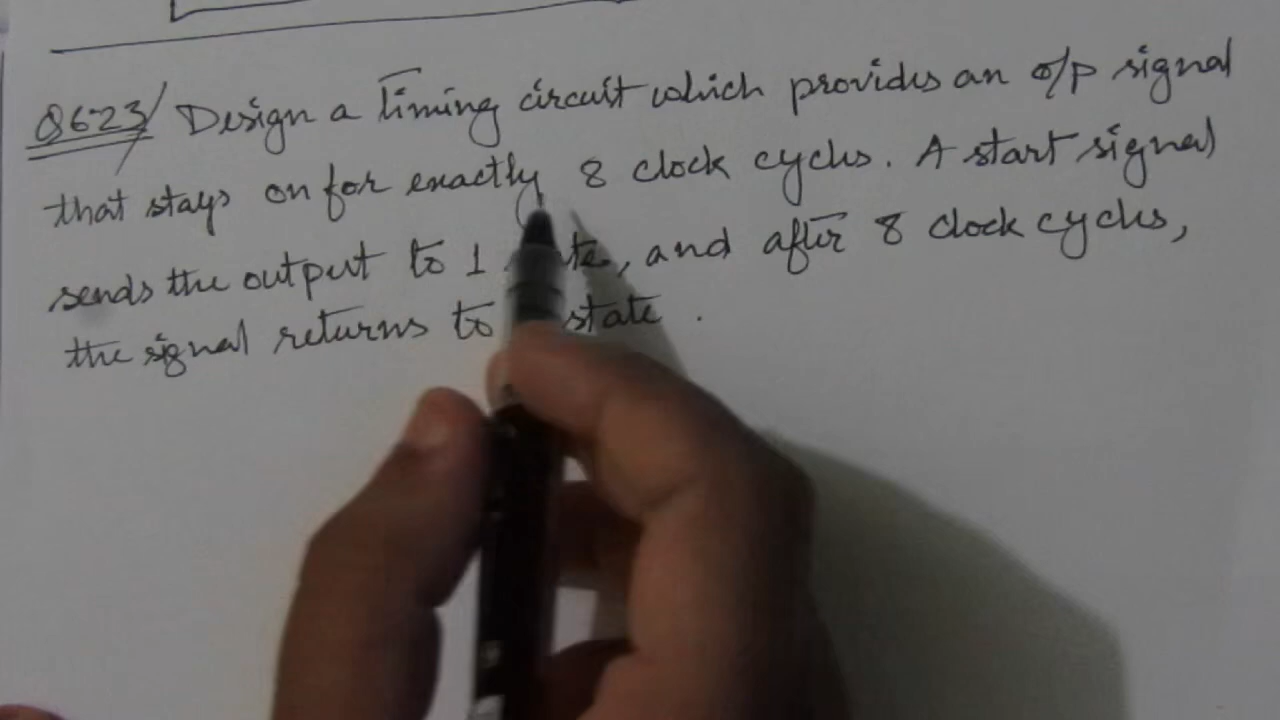 Q6.23/ Design a timing circuit which provides an o/p signal
that stays on for exactly 8 clock cycles. A start signal
sends the output to 1, and after 8 clock cycles,
the signal returns to state.